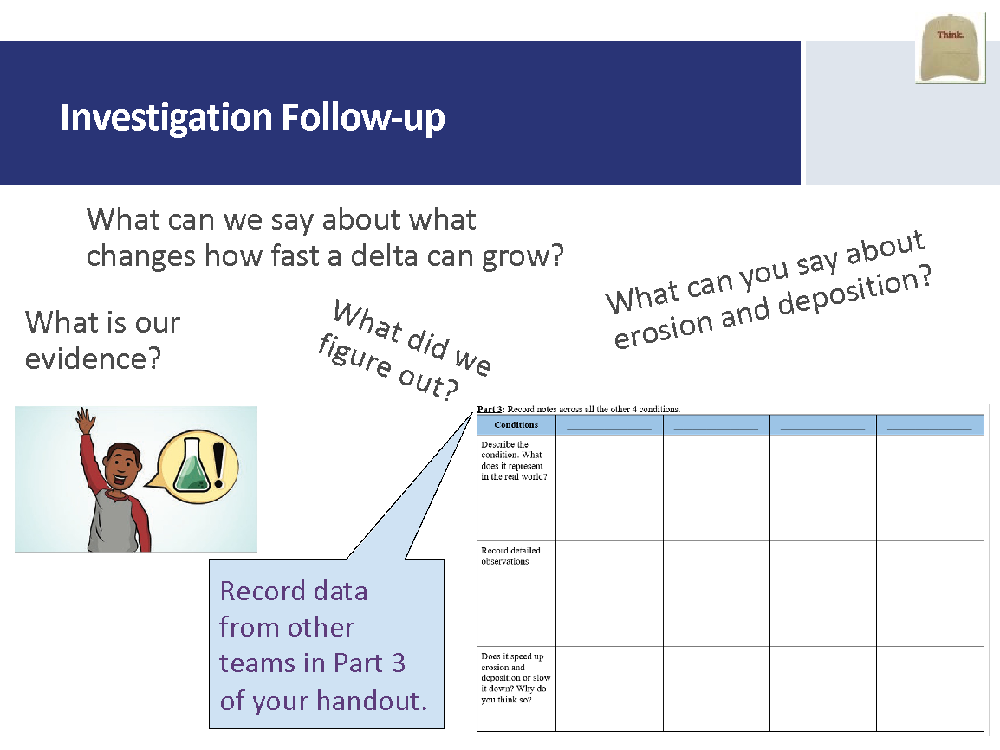 Think.
Investigation Follow-up
What can we say about what
changes how fast a delta can grow?
What can you say about
erosion and deposition?
What is our
evidence?
What did we
figure out?
Part 3: Record notes across all the other 4 conditions.
Conditions
Describe the
condition. What
does it represent
in the real world?
Record detailed
observations
Does it speed up
erosion and
deposition or slow
it down? Why do
you think so?
!
Record data
from other
teams in Part 3
of your handout.